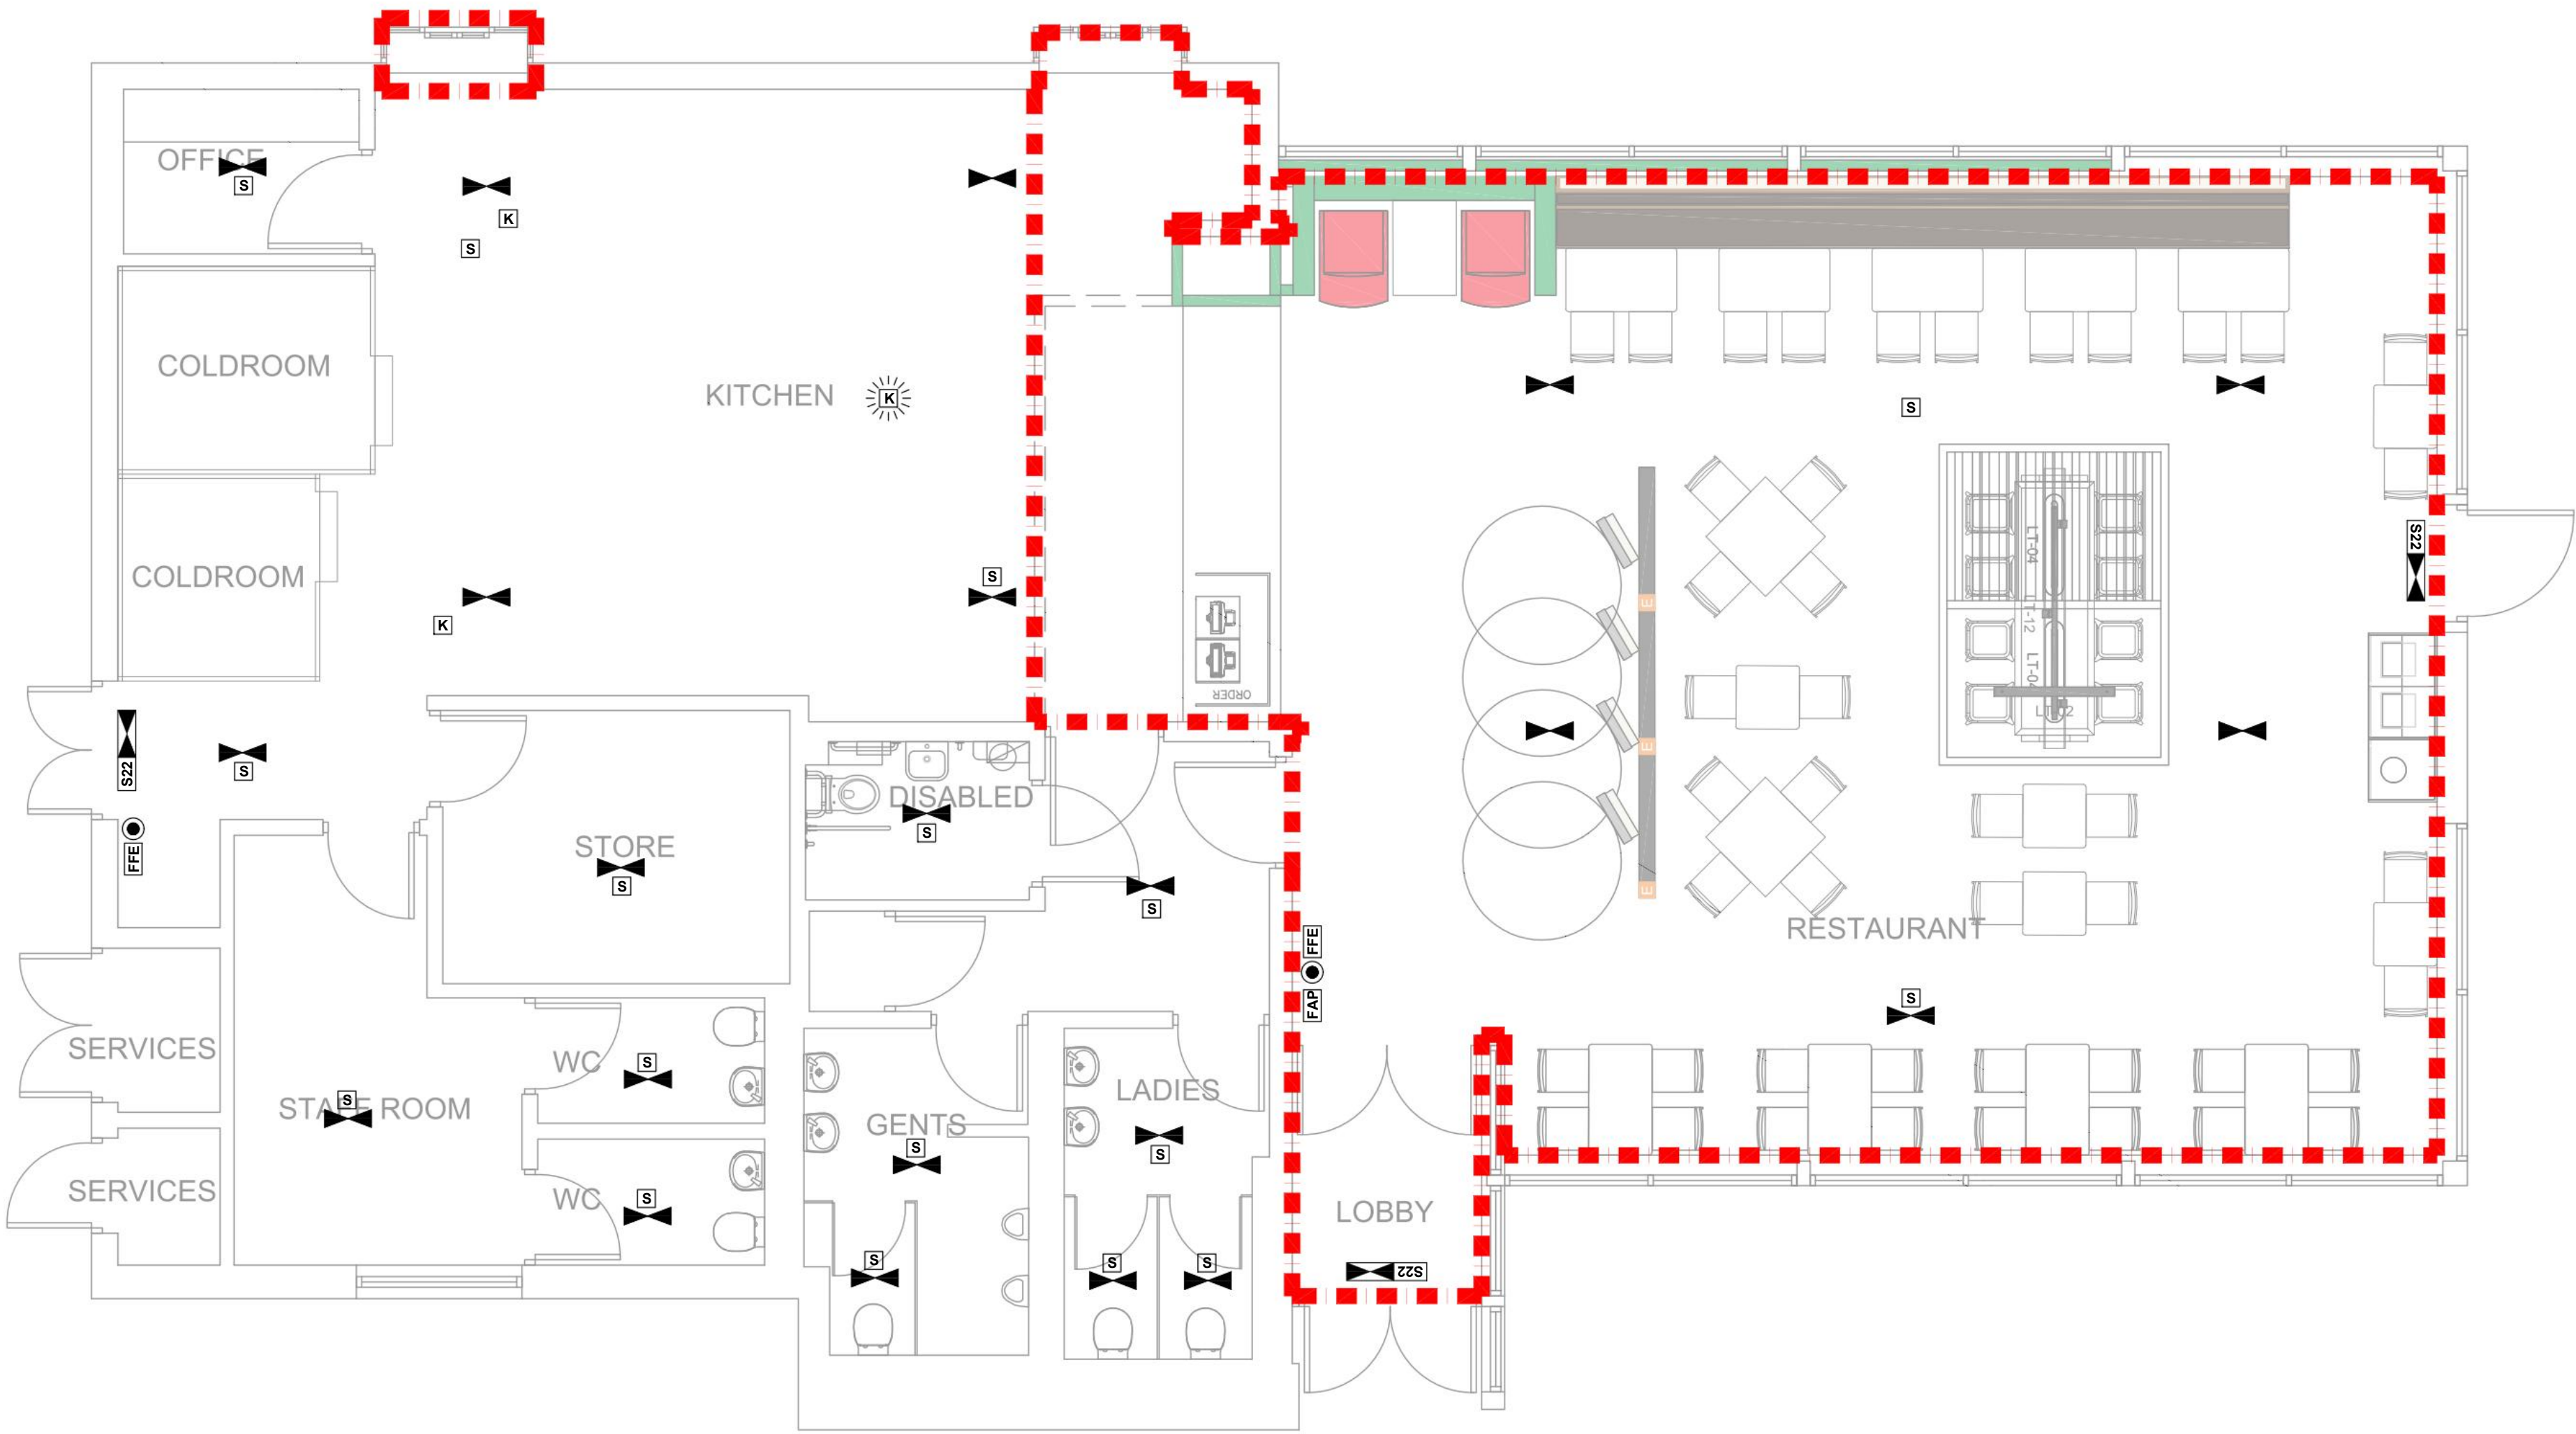 OFFICE
S
K
S
COLDROOM
KITCHEN
K
S
COLDROOM
S
K
S22
E
LT-04
LT-12
ORDER
E
S22
S
DISABLED
S
FFE
STORE
S
S
E
RESTAURANT
FFE
FAP
S
SERVICES
WC
S
STAFF ROOM
S
GENTS
S
LADIES
S
SERVICES
WC
S
LOBBY
S
S
S
S22